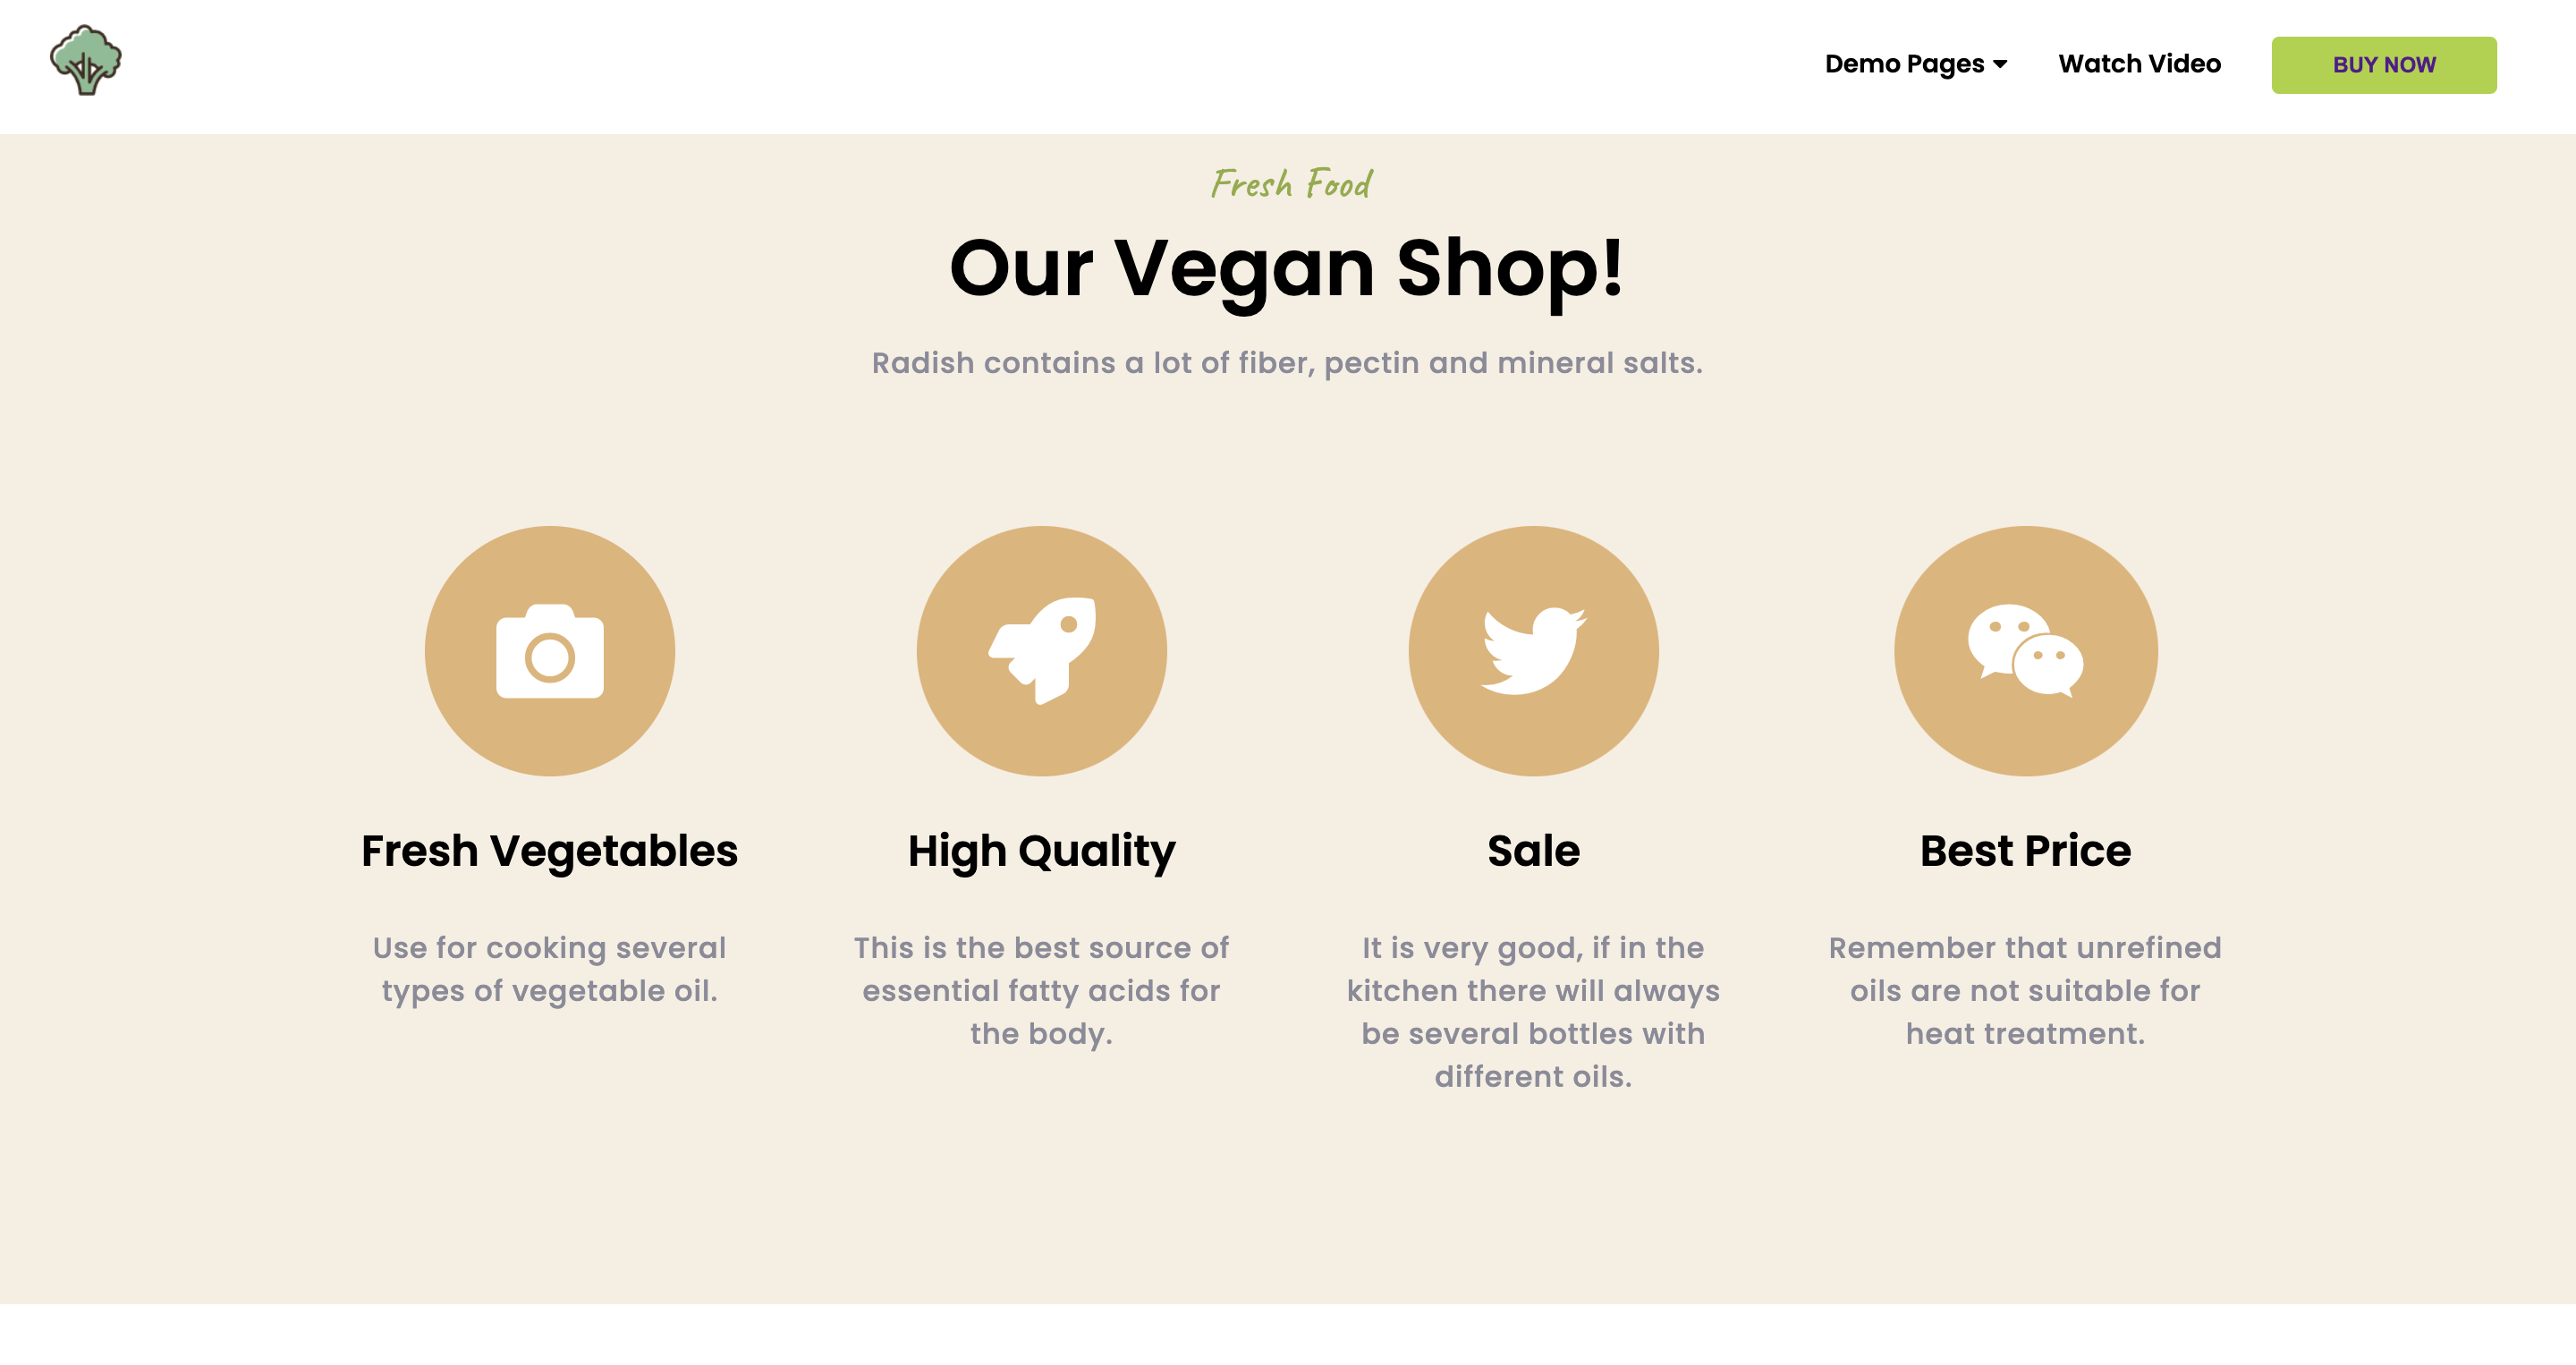 Demo Pages
Watch Video
BUY NOW
Fresh Food
Our Vegan Shop!
Radish contains a lot of fiber, pectin and mineral salts.
Fresh Vegetables
Use for cooking several
types of vegetable oil.
High Quality
This is the best source of
essential fatty acids for
the body.
Sale
It is very good, if in the
kitchen there will always
be several bottles with
different oils.
Best Price
Remember that unrefined
oils are not suitable for
heat treatment.